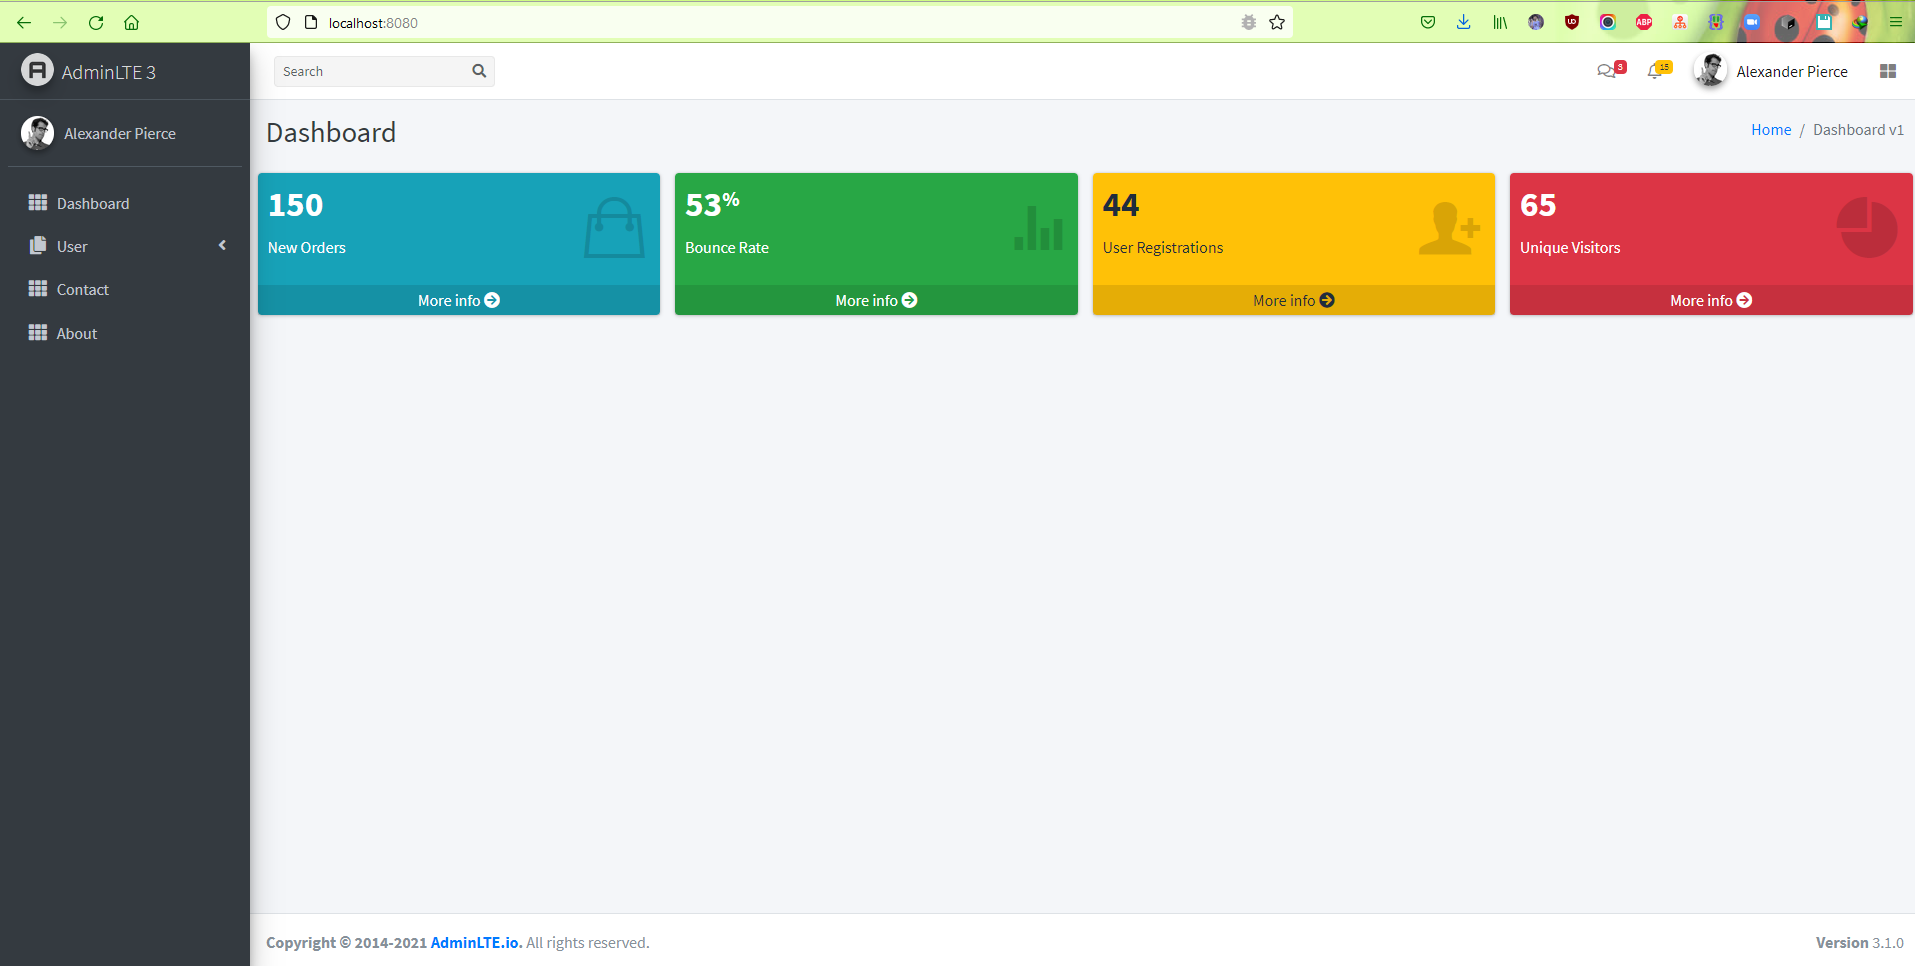 localhost:8080
UD
ABP
AdminLTE 3
Search
3
15
Alexander Pierce
Alexander Pierce
Dashboard
User
Contact
About
Dashboard
Home / Dashboard v1
150
New Orders
More info
53%
Bounce Rate
More info
44
User Registrations
More info
65
Unique Visitors
More info
Copyright © 2014-2021 AdminLTE.io. All rights reserved.
Version 3.1.0